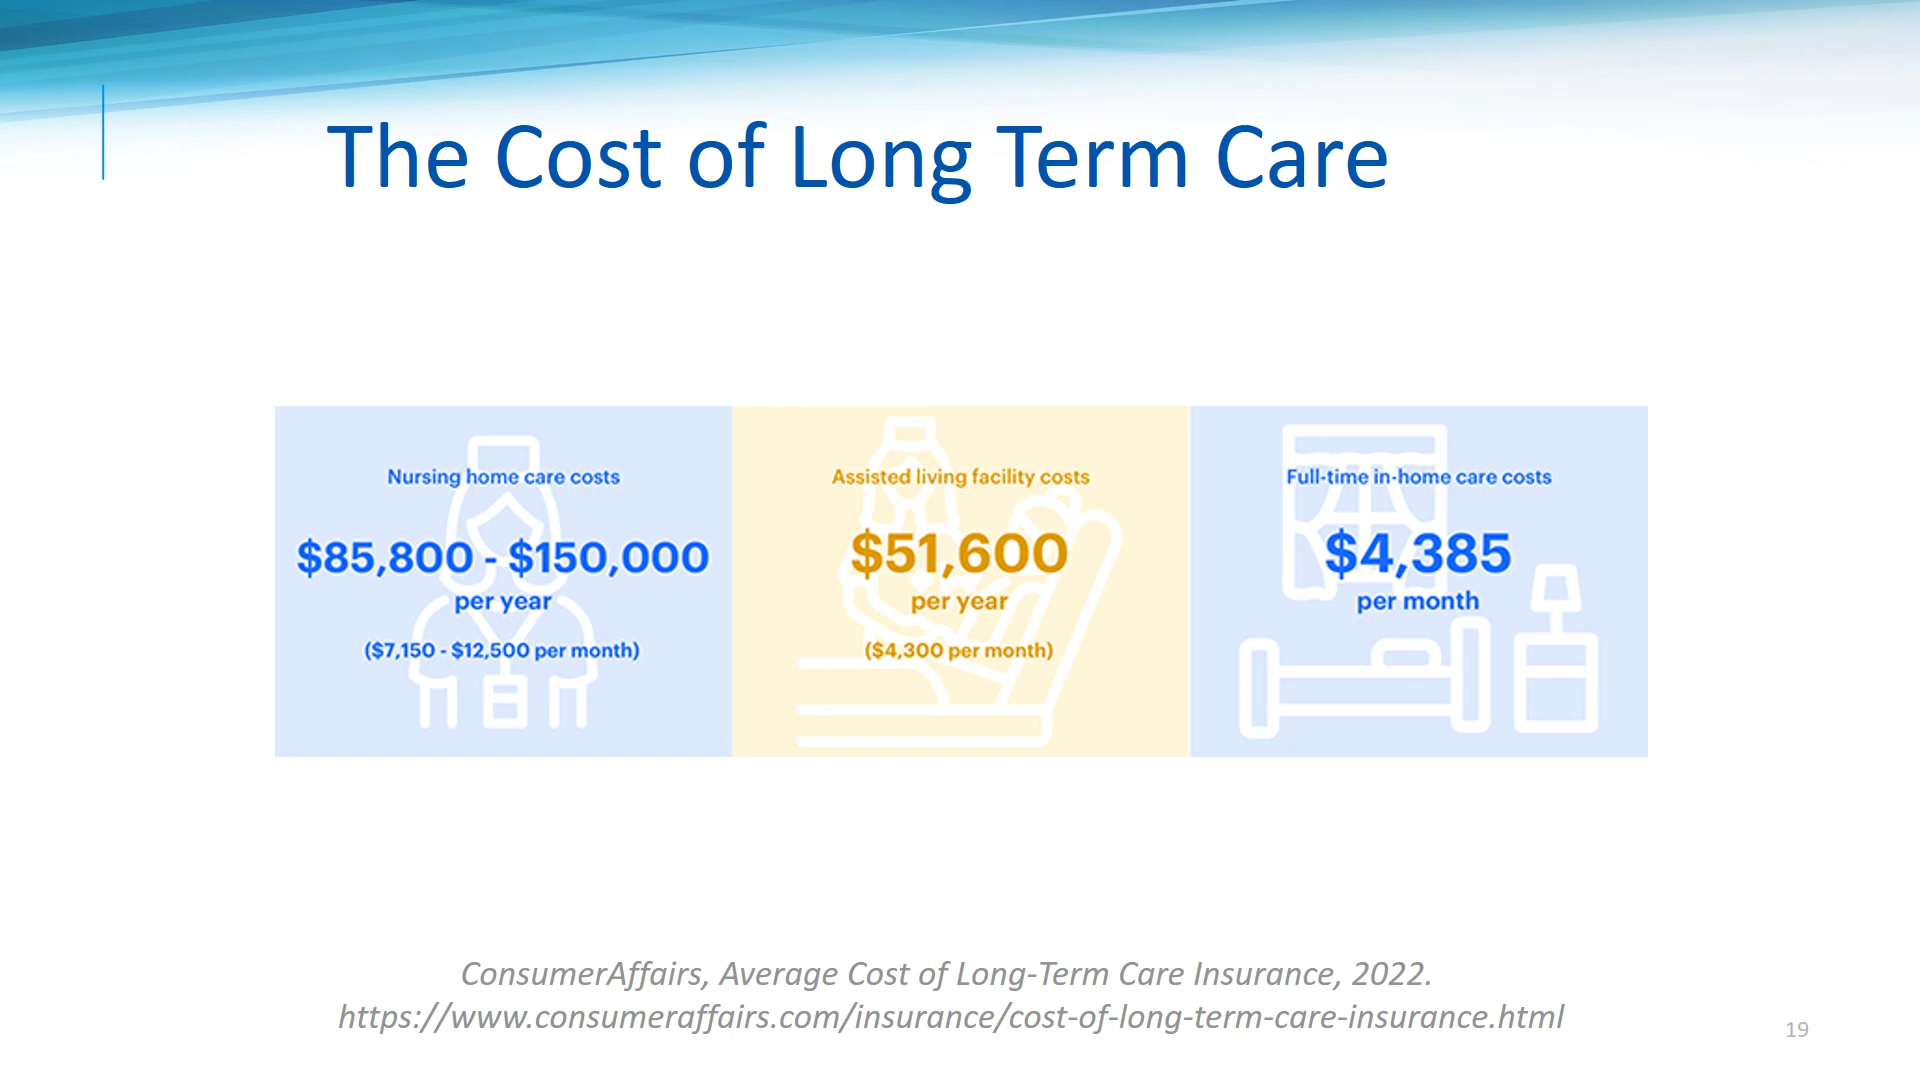 The Cost of Long Term Care
Nursing home care costs
$85,800 - $150,000
per year
($7,150 - $12,500 per month)
Assisted living facility costs
$51,600
per year
($4,300 per month)
Full-time in-home care costs
$4,385
per month
ConsumerAffairs, Average Cost of Long-Term Care Insurance, 2022.
https://www.consumeraffairs.com/insurance/cost-of-long-term-care-insurance.html
19